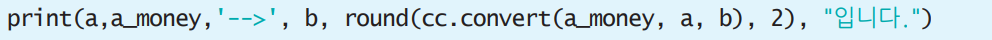 print(a,a_money,'-->', b, round(cc.convert(a_money, a, b), 2), "입니다.")